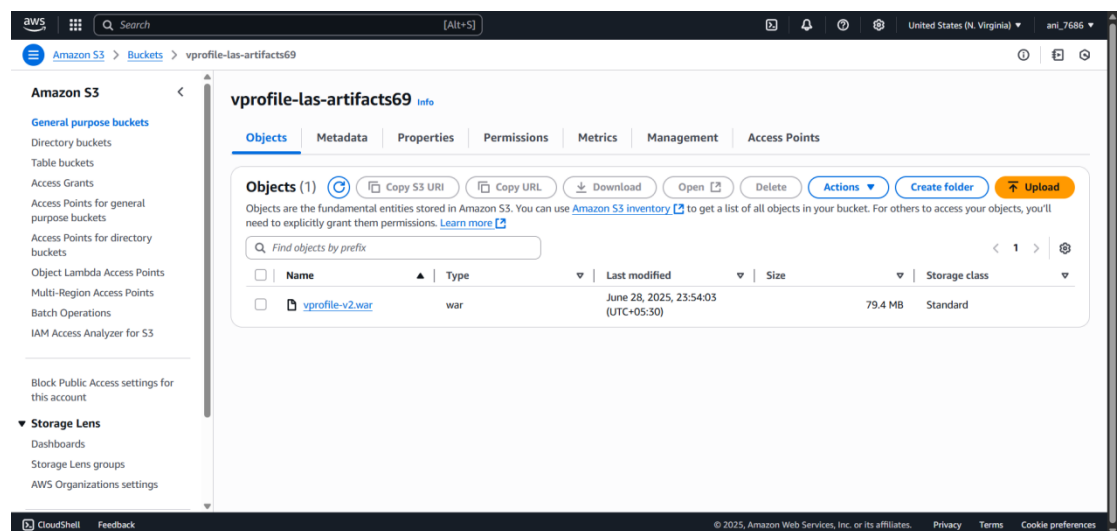 aws
Search [Alt+S]
United States (N. Virginia) ani_7686
Amazon S3 > Buckets > vprofile-las-artifacts69
Amazon S3
General purpose buckets
Directory buckets
Table buckets
Access Grants
Access Points for general
purpose buckets
Access Points for directory
buckets
Object Lambda Access Points
Multi-Region Access Points
Batch Operations
IAM Access Analyzer for S3
Block Public Access settings for
this account
Storage Lens
Dashboards
Storage Lens groups
AWS Organizations settings
vprofile-las-artifacts69 Info
Objects Metadata Properties Permissions Metrics Management Access Points
Objects (1) Copy S3 URI Copy URL Download Open Delete Actions Create folder Upload
Objects are the fundamental entities stored in Amazon S3. You can use Amazon S3 inventory to get a list of all objects in your bucket. For others to access your objects, you'll
need to explicitly grant them permissions. Learn more
Find objects by prefix < 1 >
Name Type Last modified Size Storage class
vprofile-v2.war war June 28, 2025, 23:54:03 79.4 MB Standard
(UTC+05:30)
CloudShell Feedback © 2025, Amazon Web Services, Inc. or its affiliates. Privacy Terms Cookie preferences